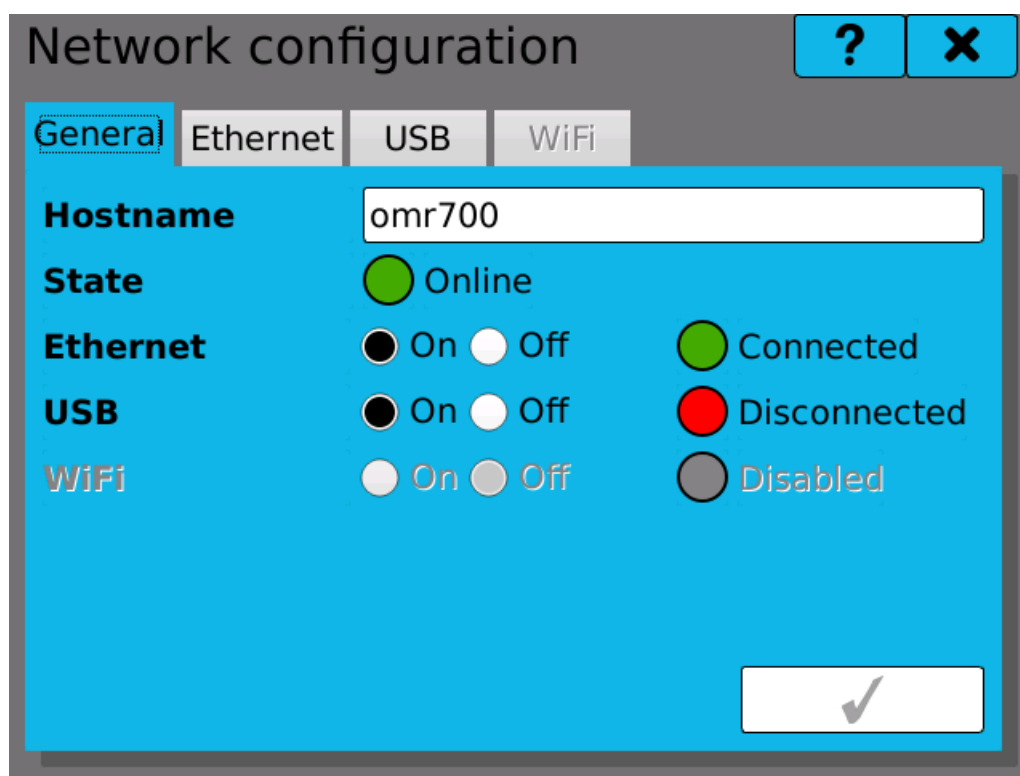 Network configuration ?
General Ethernet USB WiFi
Hostname omr700
State Online
Ethernet On Off Connected
USB On Off Disconnected
WiFi On Off Disabled